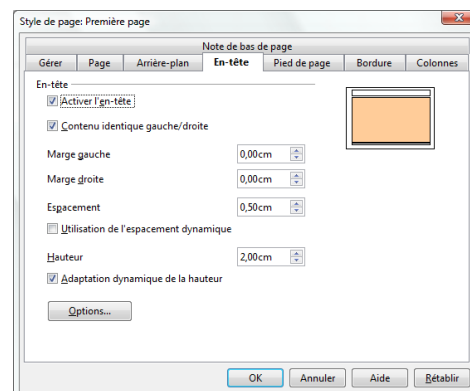 Style de page: Première page
Note de bas de page
Gérer Page Arrière-plan En-tête Pied de page Bordure Colonnes
En-tête
Activer l'en-tête
Contenu identique gauche/droite
Marge gauche 0,00cm
Marge droite 0,00cm
Espacement 0,50cm
Utilisation de l'espacement dynamique
Hauteur 2,00cm
Adaptation dynamique de la hauteur
Options...
OK Annuler Aide Rétablir